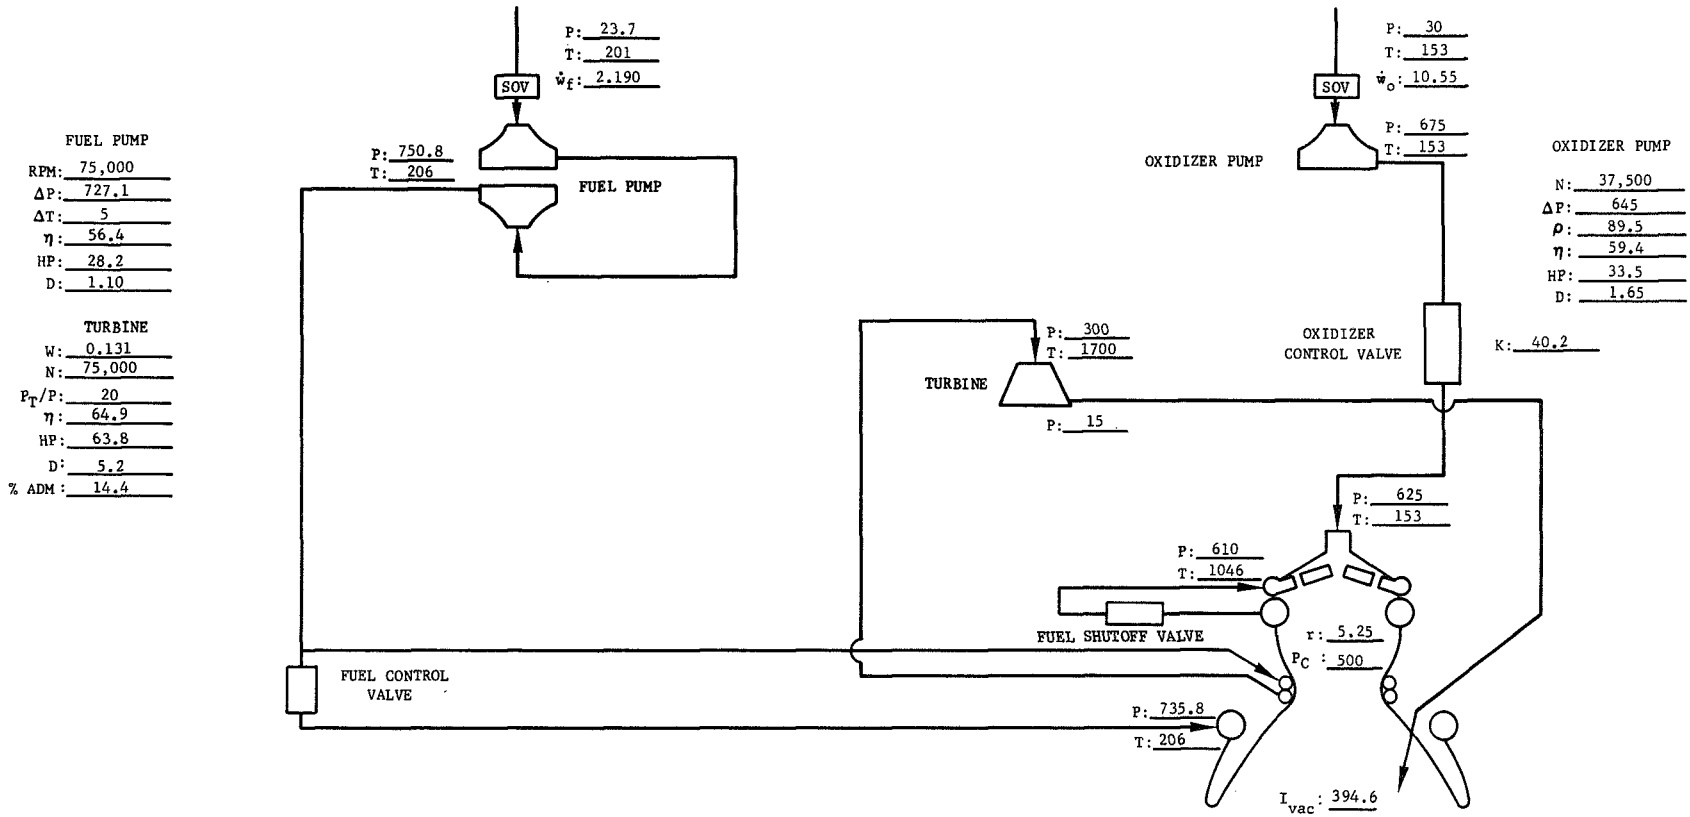 P: 23.7
T: 201
ẇf: 2.190
SOV
P: 30
T: 153
ẇo: 10.55
SOV
P: 675
T: 153
OXIDIZER PUMP
P: 750.8
T: 206
FUEL PUMP
FUEL PUMP
RPM: 75,000
ΔP: 727.1
ΔT: 5
η: 56.4
HP: 28.2
D: 1.10
TURBINE
W: 0.131
N: 75,000
PT/P: 20
η: 64.9
HP: 63.8
D: 5.2
% ADM: 14.4
OXIDIZER PUMP
N: 37,500
ΔP: 645
ρ: 89.5
η: 59.4
HP: 33.5
D: 1.65
P: 300
T: 1700
TURBINE
P: 15
OXIDIZER
CONTROL VALVE
K: 40.2
P: 625
T: 153
P: 610
T: 1046
FUEL SHUTOFF VALVE
r: 5.25
PC : 500
FUEL CONTROL
VALVE
P: 735.8
T: 206
Ivac: 394.6